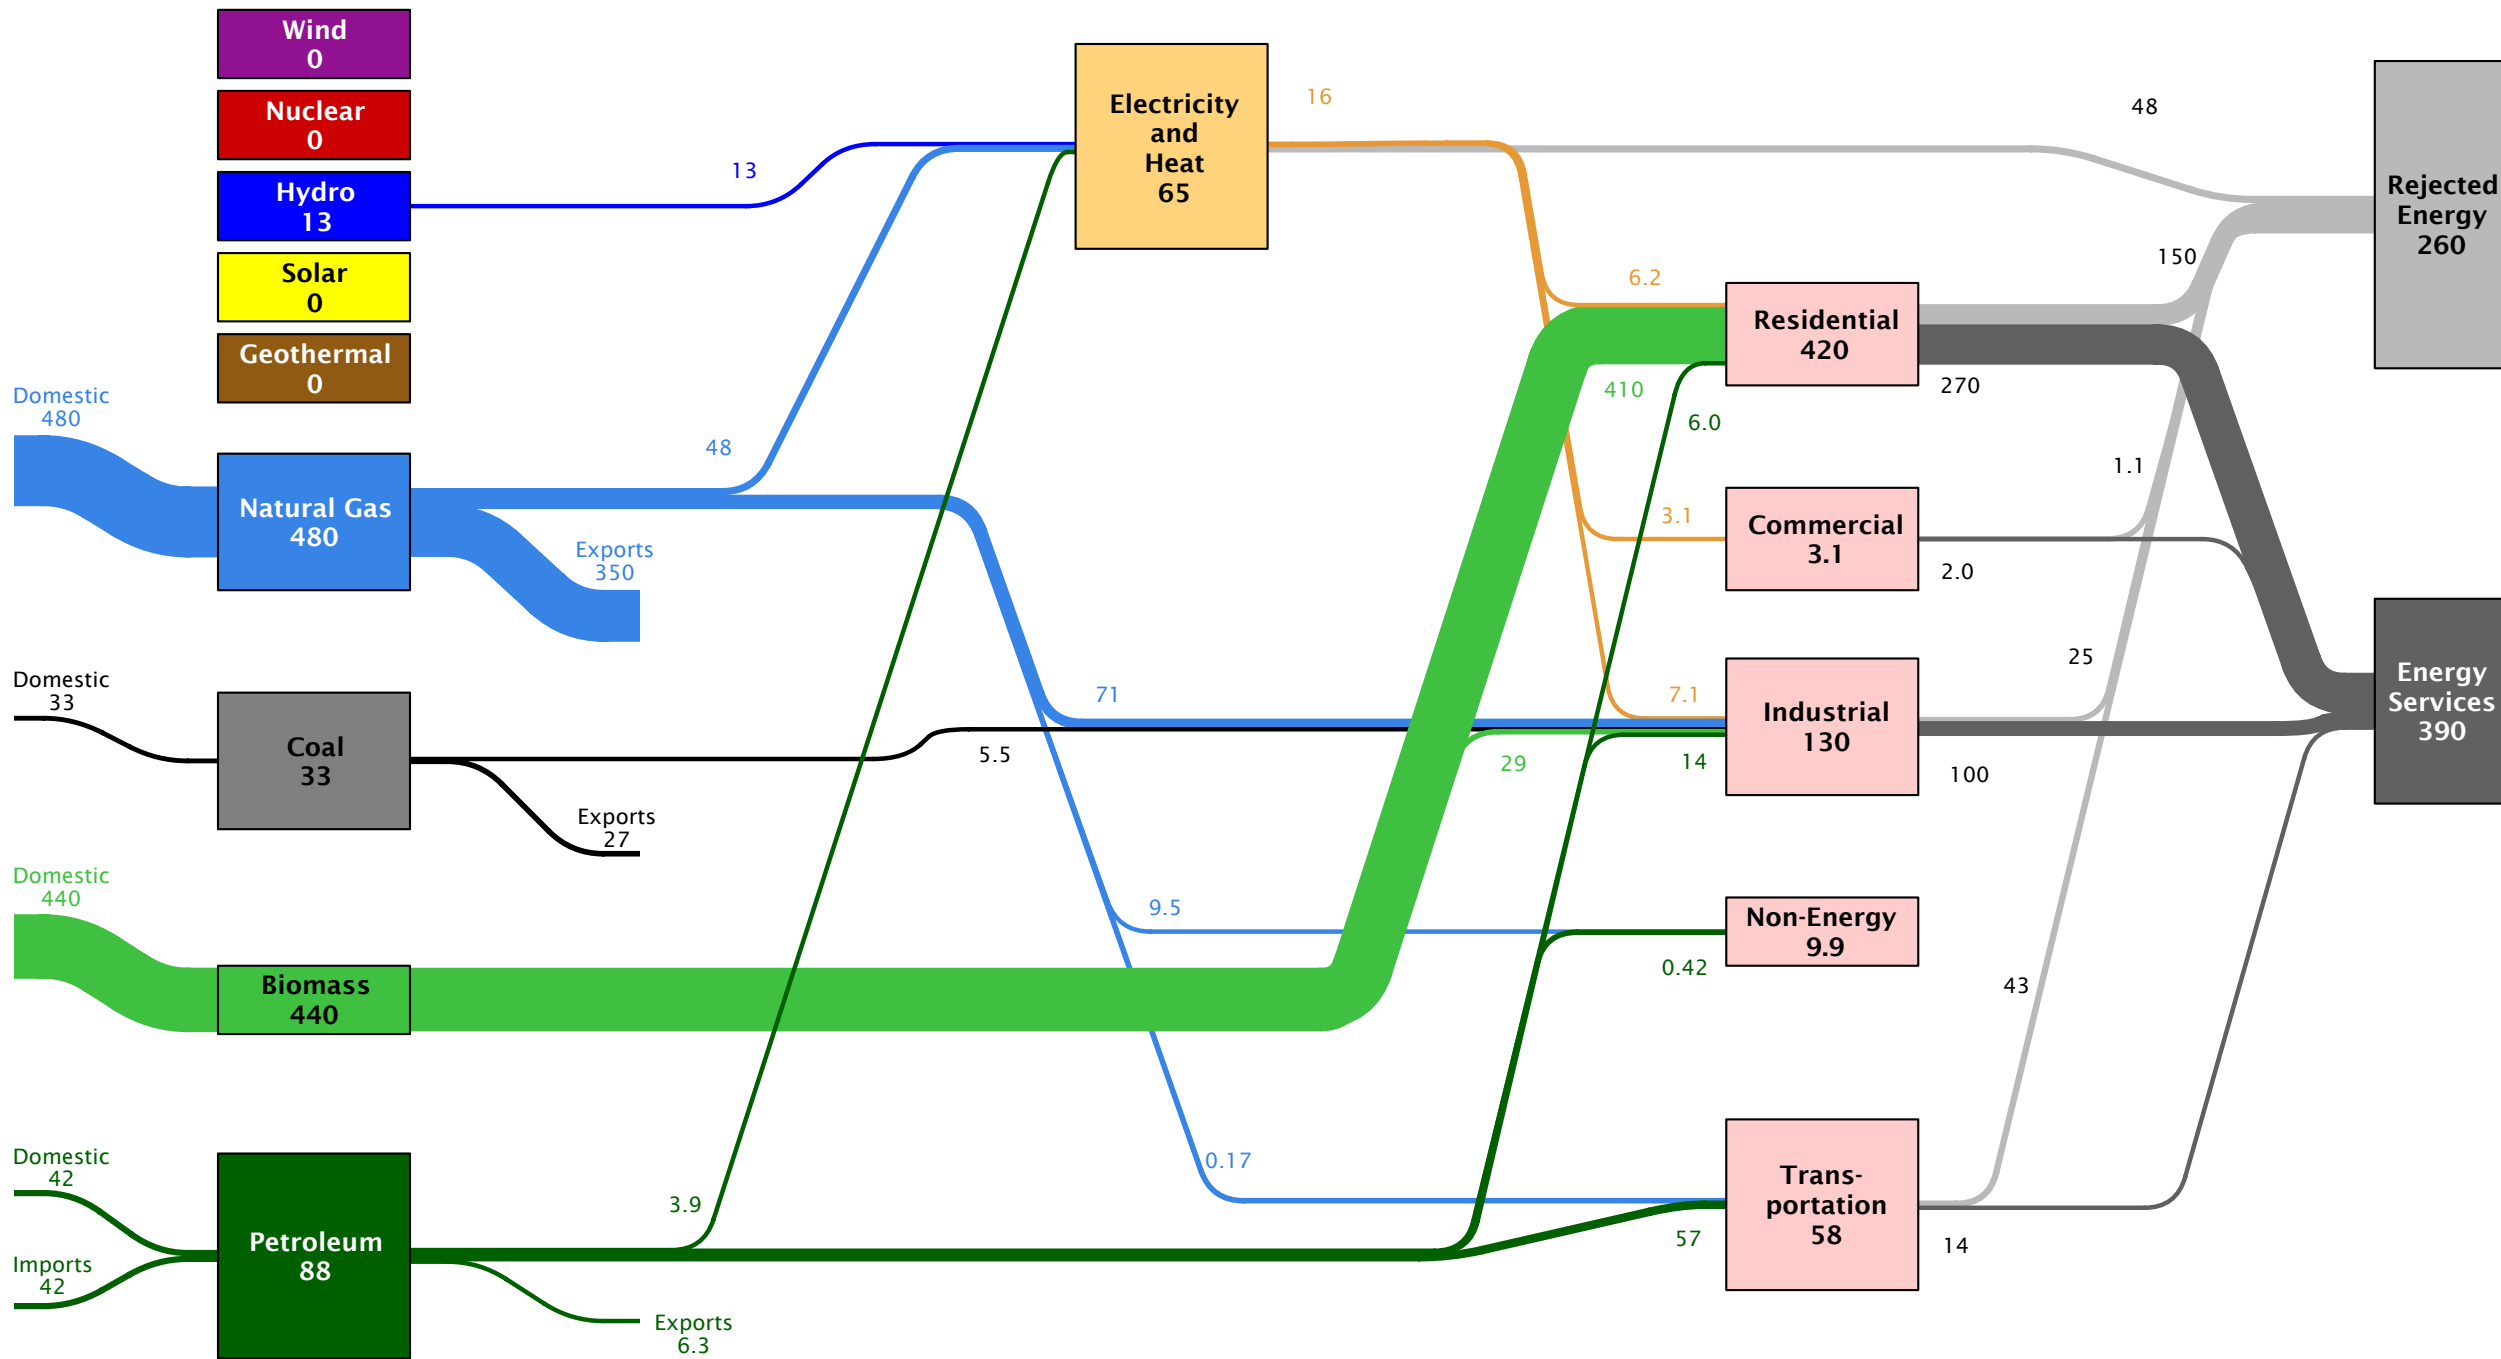 Wind
0
Nuclear
0
Hydro
13
Solar
0
Geothermal
0
Domestic
480
Natural Gas
480
Exports
350
Domestic
33
Coal
33
Exports
27
Domestic
440
Biomass
440
Domestic
42
Imports
42
Petroleum
88
Exports
6.3
13
48
3.9
Electricity
and
Heat
65
16
71
5.5
9.5
0.17
6.2
410
6.0
3.1
7.1
29
14
0.42
57
Residential
420
Commercial
3.1
Industrial
130
Non-Energy
9.9
Trans-
portation
58
48
150
270
1.1
2.0
25
100
43
14
Rejected
Energy
260
Energy
Services
390